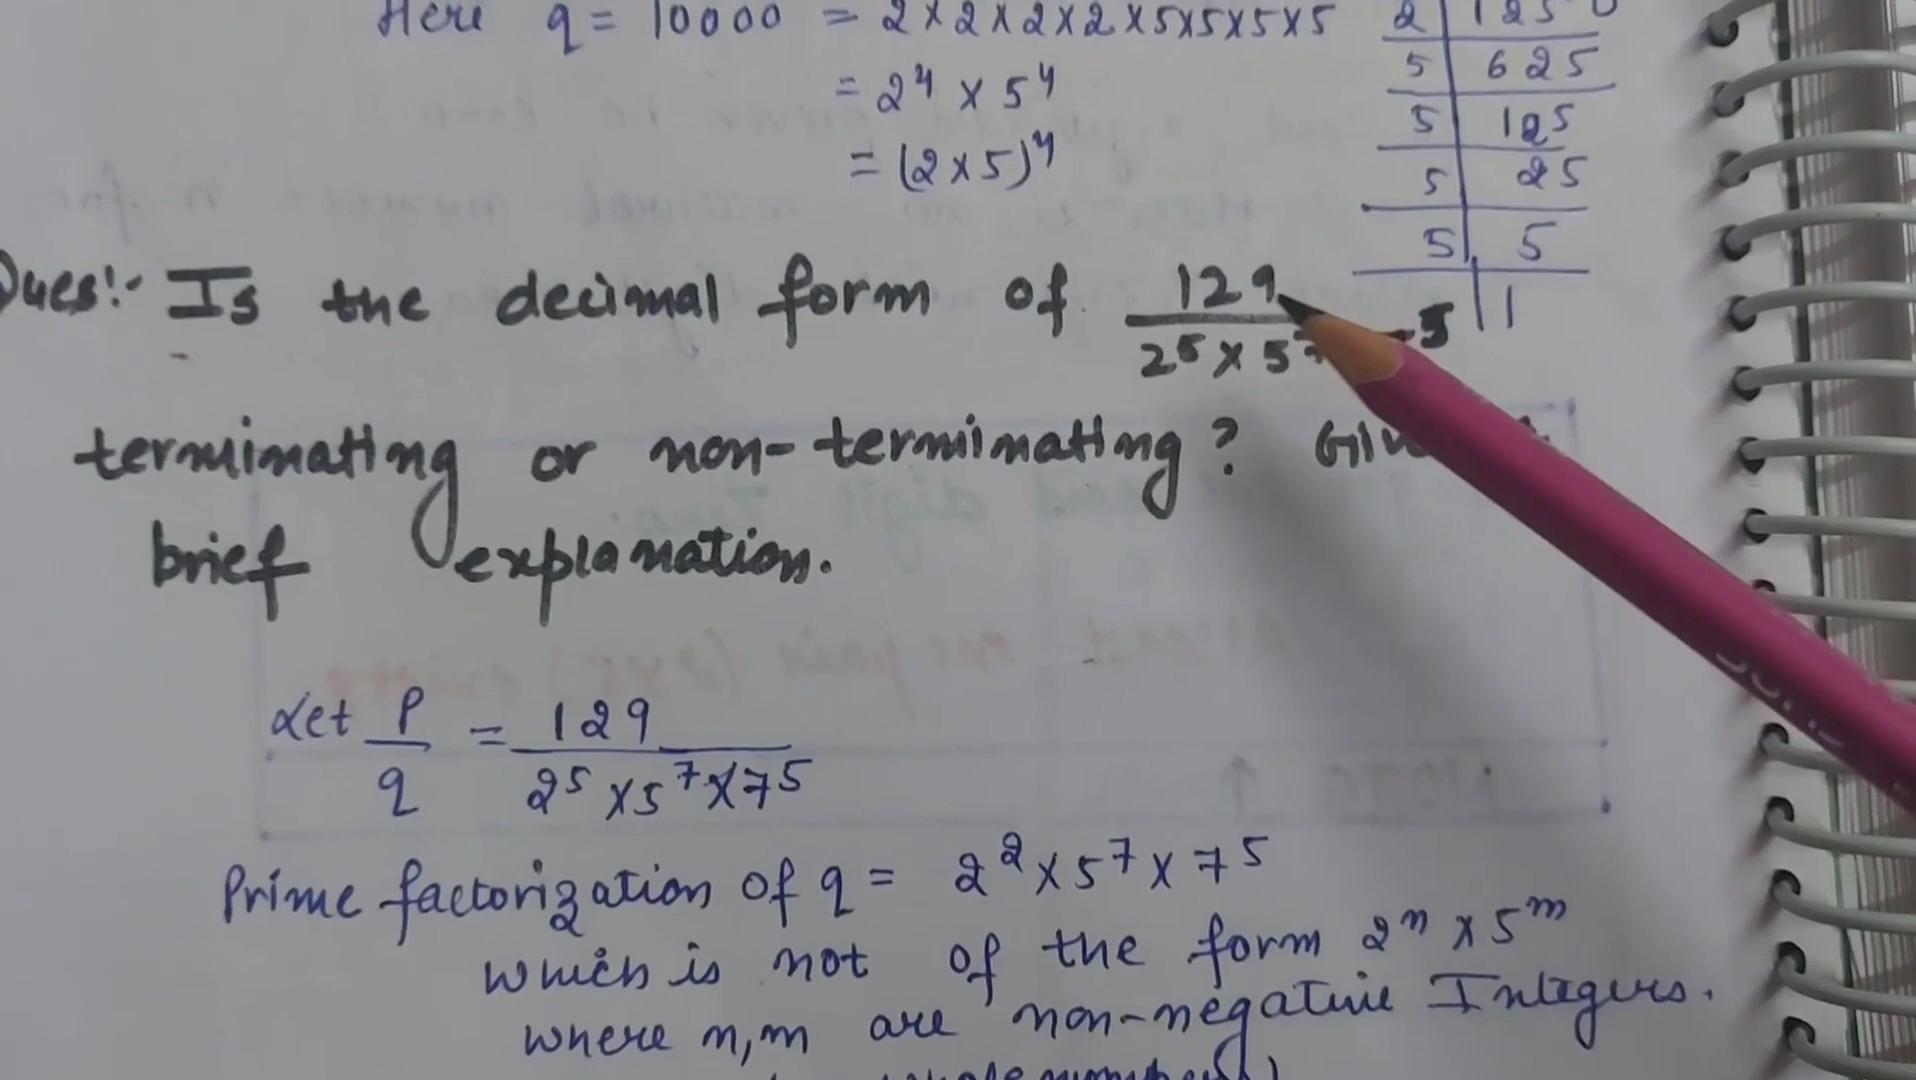 Here q = 10000 = 2×2×2×2×5×5×5×5
= 2⁴ × 5⁴
= (2×5)⁴
2 | 1250
5 | 625
5 | 125
5 | 25
5 | 5
| 1
Ques:- Is the decimal form of 129 / 2⁵ × 5⁷ 5
terminating or non-terminating?
brief explanation.
Let p/q = 129 / 2⁵ × 5⁷ × 7⁵
Prime factorization of q = 2² × 5⁷ × 7⁵
which is not of the form 2ⁿ × 5ᵐ
where n,m are non-negative Integers.